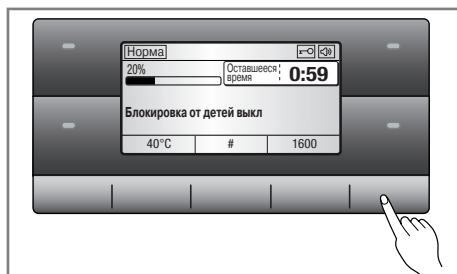 Норма
20%
Оставшееся
время
0:59
Блокировка от детей выкл
40°C # 1600